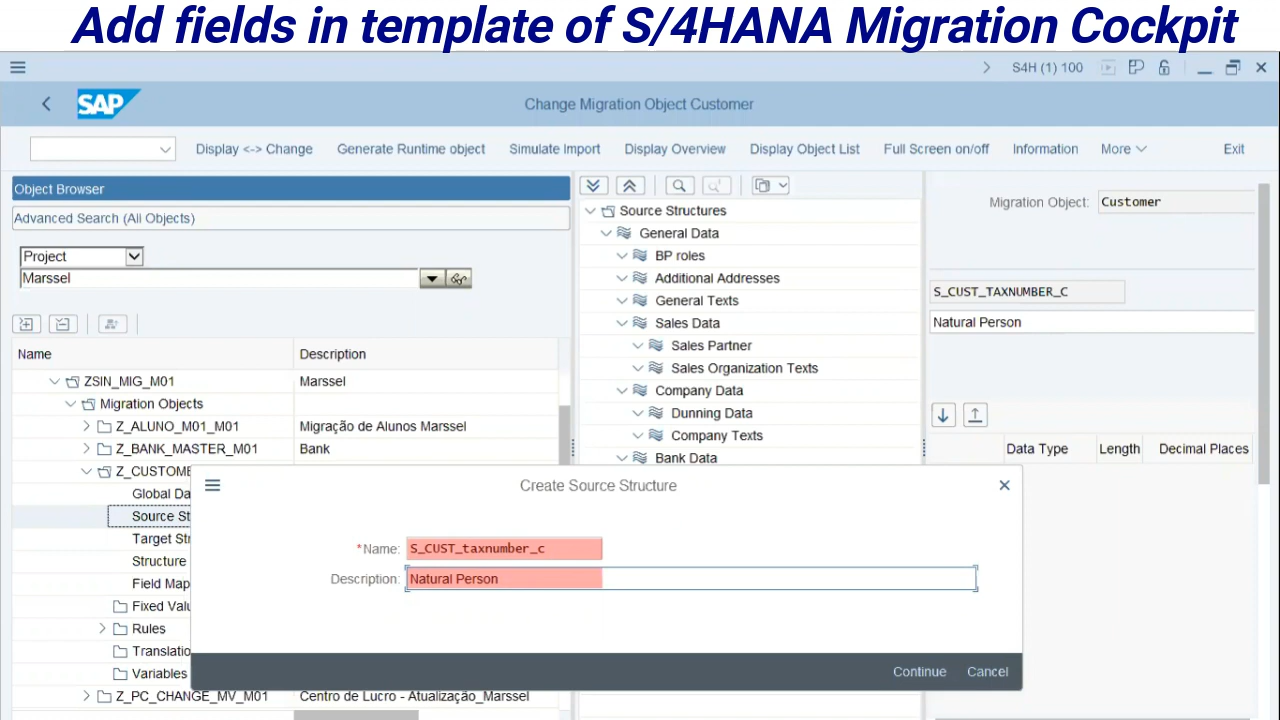 Add fields in template of S/4HANA Migration Cockpit
S4H (1) 100
SAP
Change Migration Object Customer
Display <-> Change
Generate Runtime object
Simulate Import
Display Overview
Display Object List
Full Screen on/off
Information
More
Exit
Object Browser
Advanced Search (All Objects)
Project
Marssel
Name
Description
ZSIN_MIG_M01
Marssel
Migration Objects
Z_ALUNO_M01_M01
Migração de Alunos Marssel
Z_BANK_MASTER_M01
Bank
Z_CUSTOME
Global Da
Source St
Target Str
Structure
Field Map
Fixed Valu
Rules
Translatio
Variables
Z_PC_CHANGE_MV_M01
Centro de Lucro - Atualização_Marssel
Source Structures
General Data
BP roles
Additional Addresses
General Texts
Sales Data
Sales Partner
Sales Organization Texts
Company Data
Dunning Data
Company Texts
Bank Data
Migration Object:
Customer
S_CUST_TAXNUMBER_C
Natural Person
Data Type
Length
Decimal Places
Create Source Structure
*Name:
S_CUST_taxnumber_c
Description:
Natural Person
Continue
Cancel